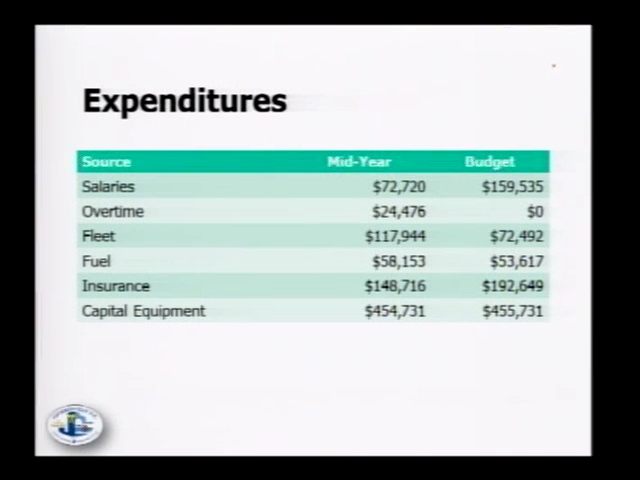 Expenditures
Source Mid-Year Budget
Salaries $72,720 $159,535
Overtime $24,476 $0
Fleet $117,944 $72,492
Fuel $58,153 $53,617
Insurance $148,716 $192,649
Capital Equipment $454,731 $455,731